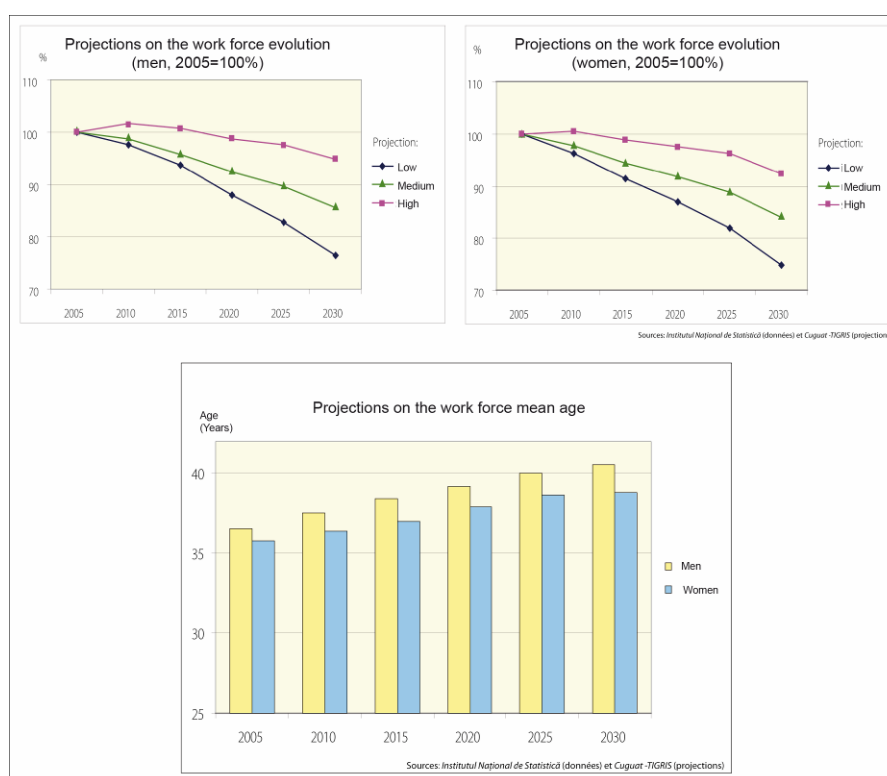 Projections on the work force evolution
(men, 2005=100%)
%
110
100
90
80
70
2005 2010 2015 2020 2025 2030
Projection:
Low
Medium
High
Projections on the work force evolution
(women, 2005=100%)
%
110
100
90
80
70
2005 2010 2015 2020 2025 2030
Projection:
Low
Medium
High
Sources: Institutul Naţional de Statistică (données) et Cuguat -TIGRIS (projection
Projections on the work force mean age
Age
(Years)
40
35
30
25
2005 2010 2015 2020 2025 2030
Men
Women
Sources: Institutul Naţional de Statistică (données) et Cuguat -TIGRIS (projections)